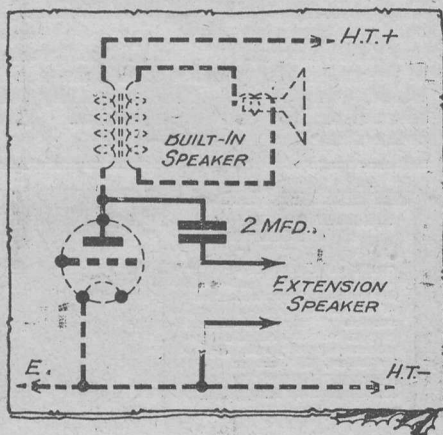 H.T.+
BUILT-IN
SPEAKER
2 MFD.
EXTENSION
SPEAKER
E.
H.T-